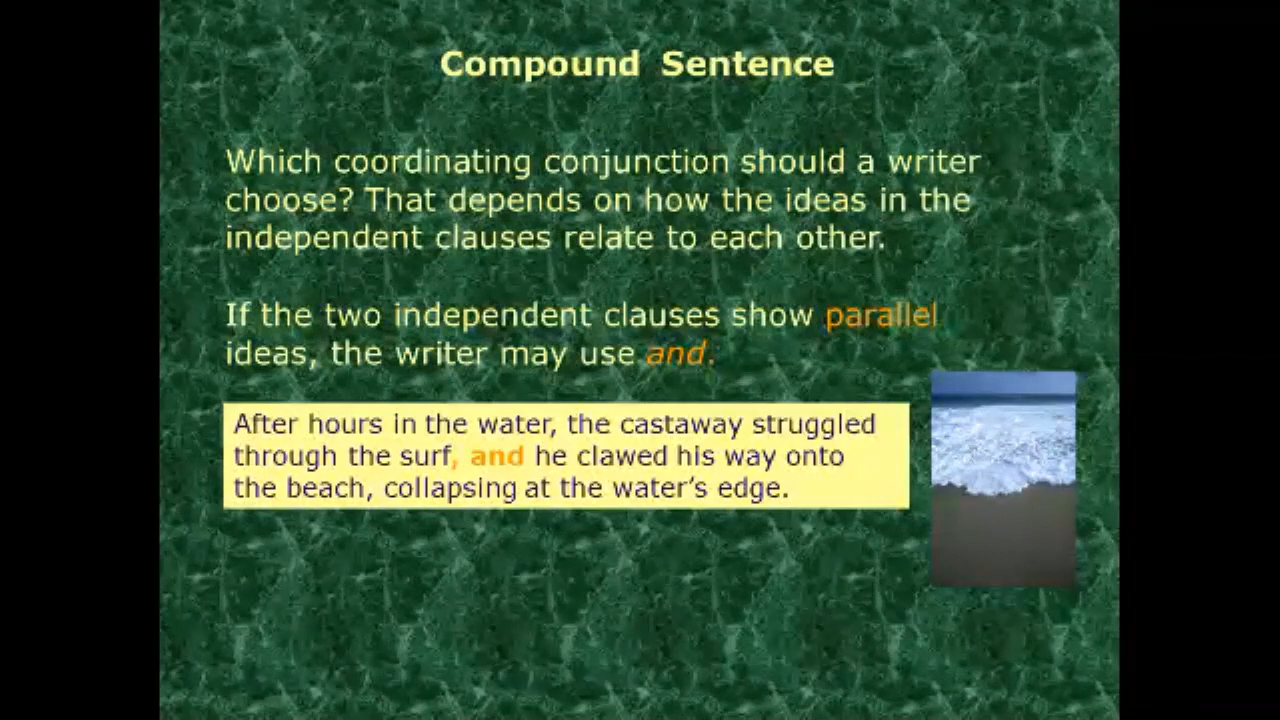 Compound Sentence
Which coordinating conjunction should a writer
choose? That depends on how the ideas in the
independent clauses relate to each other.
If the two independent clauses show parallel
ideas, the writer may use and.
After hours in the water, the castaway struggled
through the surf, and he clawed his way onto
the beach, collapsing at the water’s edge.